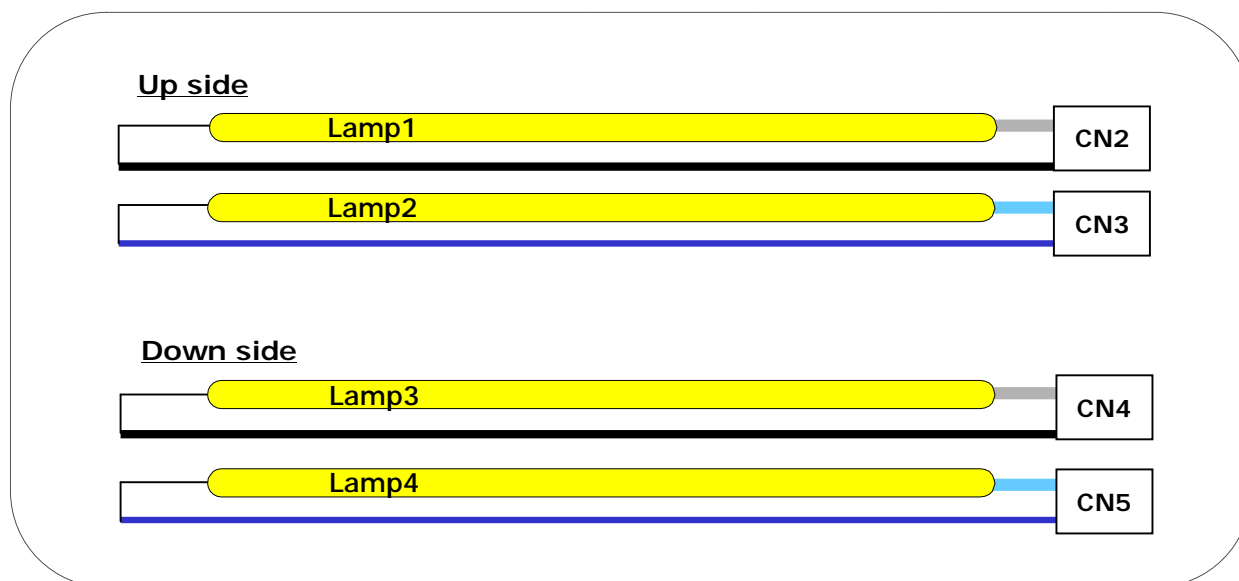 Up side
Lamp1
CN2
Lamp2
CN3
Down side
Lamp3
CN4
Lamp4
CN5